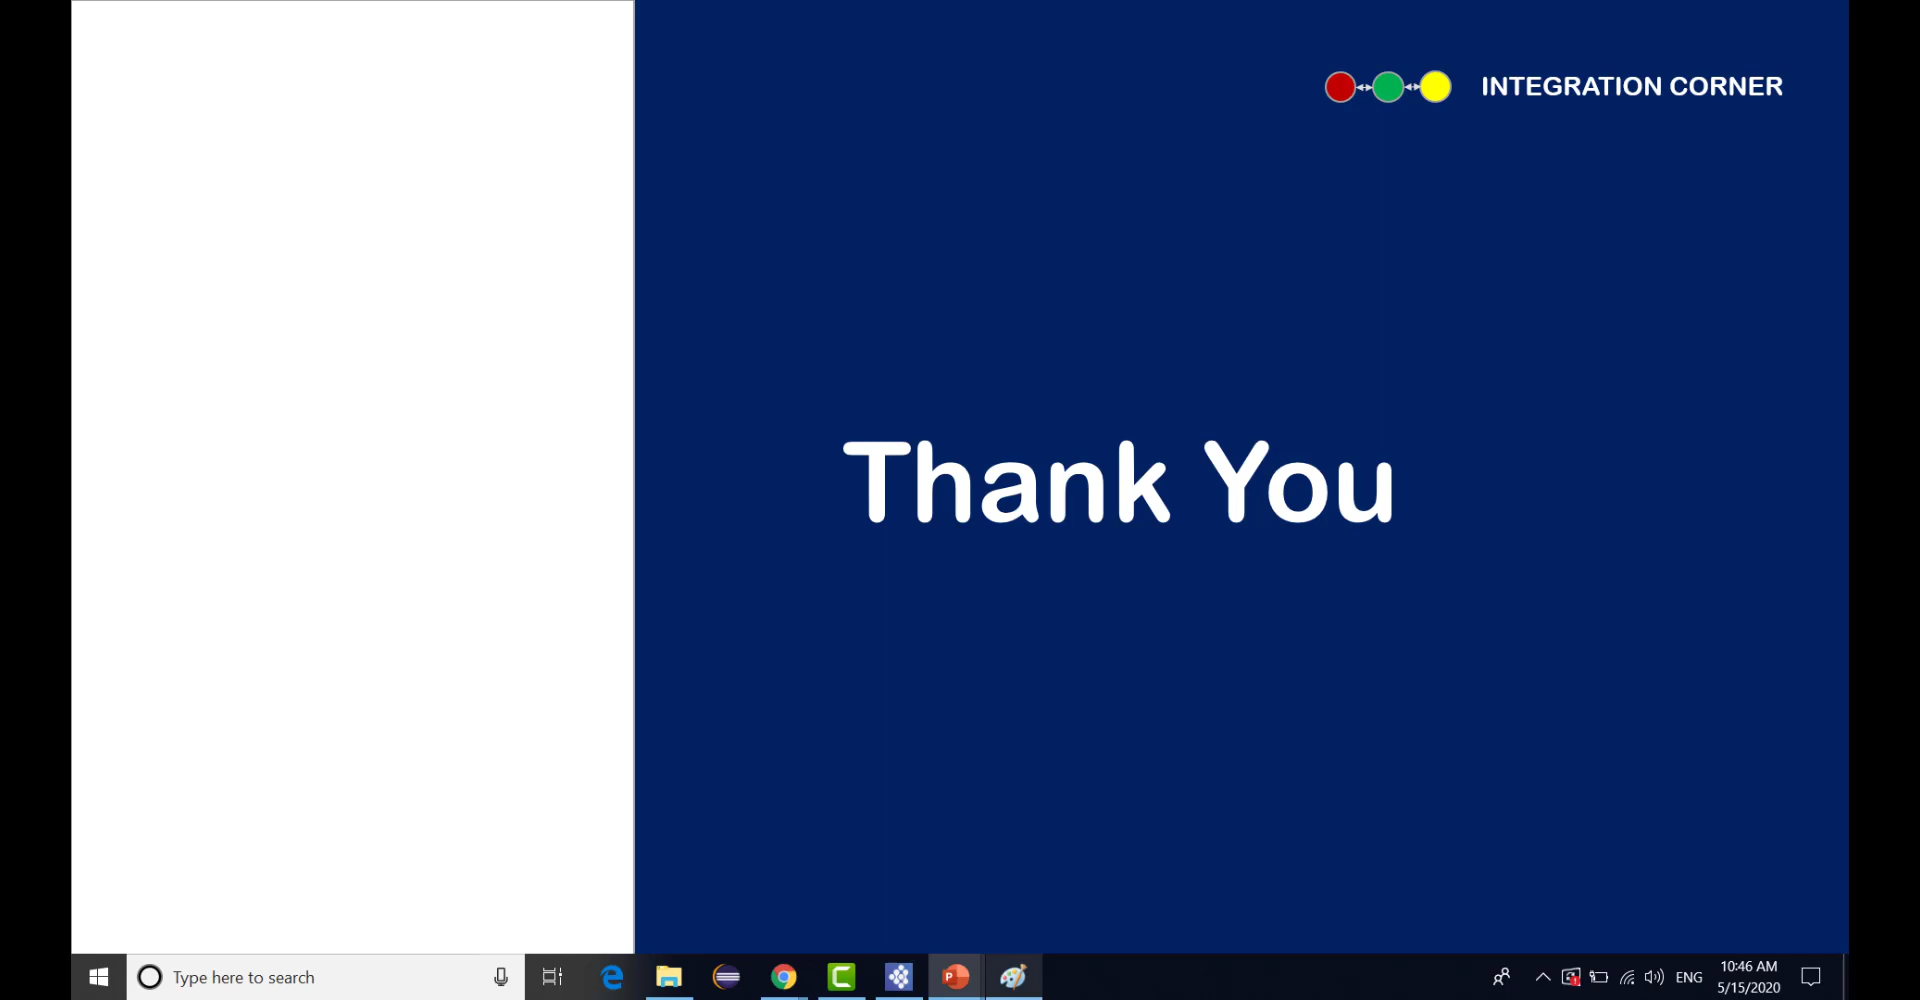 INTEGRATION CORNER
Thank You
Type here to search
ENG
10:46 AM
5/15/2020